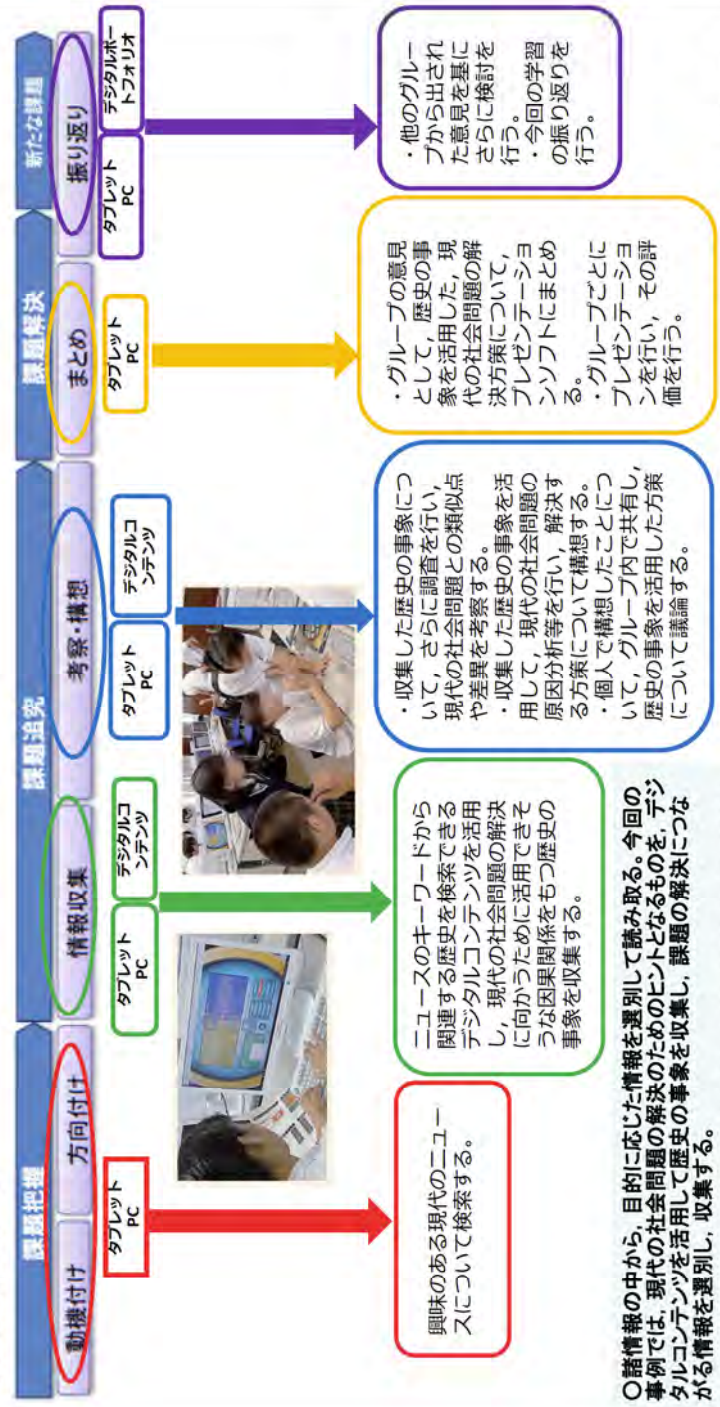 課題把握
課題追究
課題解決
新たな課題
動機付け
方向付け
情報収集
考察・構想
まとめ
振り返り
タブレット
PC
タブレット
PC
デジタルコ
ンテンツ
タブレット
PC
デジタルコ
ンテンツ
タブレット
PC
タブレット
PC
デジタルポー
トフォリオ
興味のある現代のニュー
スについて検索する。
ニュースのキーワードから
関連する歴史を検索できる
デジタルコンテンツを活用
し，現代の社会問題の解決
に向かうために活用できそ
うな因果関係をもつ歴史の
事象を収集する。
・収集した歴史の事象につ
いて，さらに調査を行い，
現代の社会問題との類似点
や差異を考察する。
・収集した歴史の事象を活
用して，現代の社会問題の
原因分析等を行い，解決す
る方策について構想する。
・個人で構想したことにつ
いて，グループ内で共有し，
歴史の事象を活用した方策
について議論する。
・グループの意見
として，歴史の事
象を活用した，現
代の社会問題の解
決方策について，
プレゼンテーショ
ンソフトにまとめ
る。
・グループごとに
プレゼンテーショ
ンを行い，その評
価を行う。
・他のグルー
プから出され
た意見を基に
さらに検討を
行う。
・今回の学習
の振り返りを
行う。
〇諸情報の中から，目的に応じた情報を選別して読み取る。今回の
事例では，現代の社会問題の解決のためのヒントとなるものを，デジ
タルコンテンツを活用して歴史の事象を収集し，課題の解決につな
がる情報を選別し，収集する。